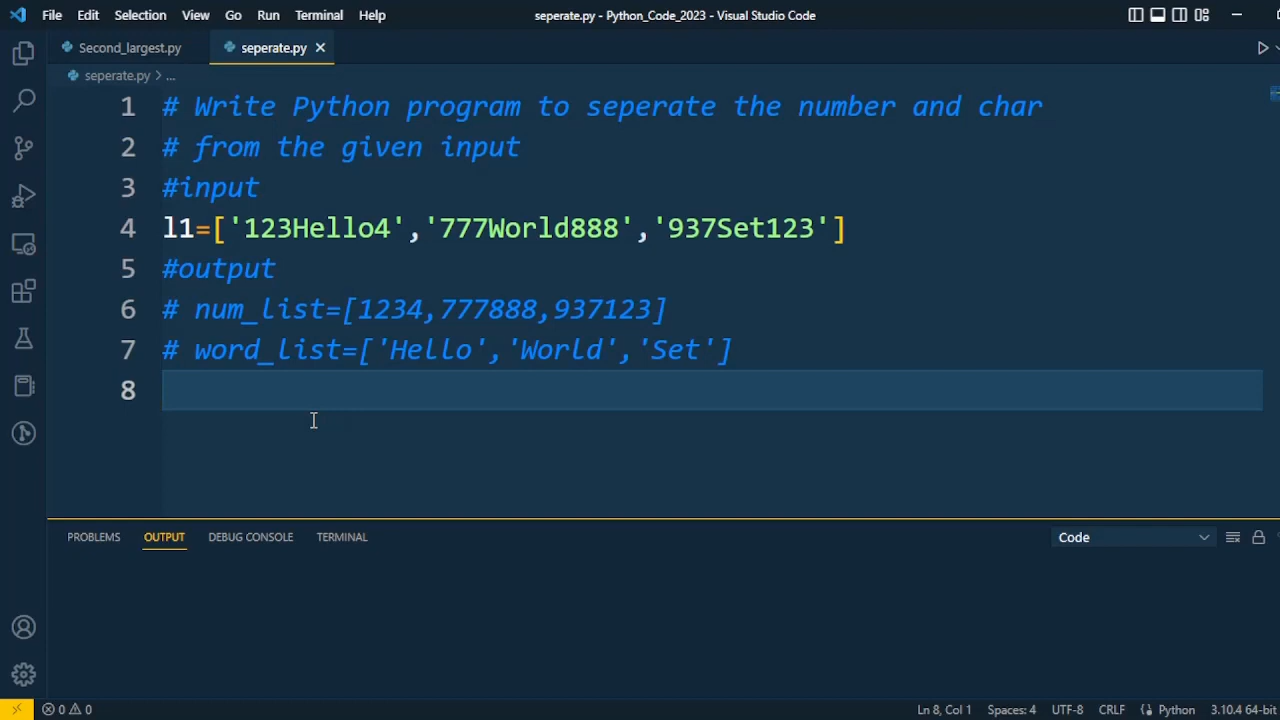 File Edit Selection View Go Run Terminal Help seperate.py - Python_Code_2023 - Visual Studio Code
Second_largest.py seperate.py
seperate.py > ...
1 # Write Python program to seperate the number and char
2 # from the given input
3 #input
4 l1=['123Hello4','777World888','937Set123']
5 #output
6 # num_list=[1234,777888,937123]
7 # word_list=['Hello','World','Set']
8
PROBLEMS OUTPUT DEBUG CONSOLE TERMINAL Code
0 0 Ln 8, Col 1 Spaces: 4 UTF-8 CRLF Python 3.10.4 64-bit